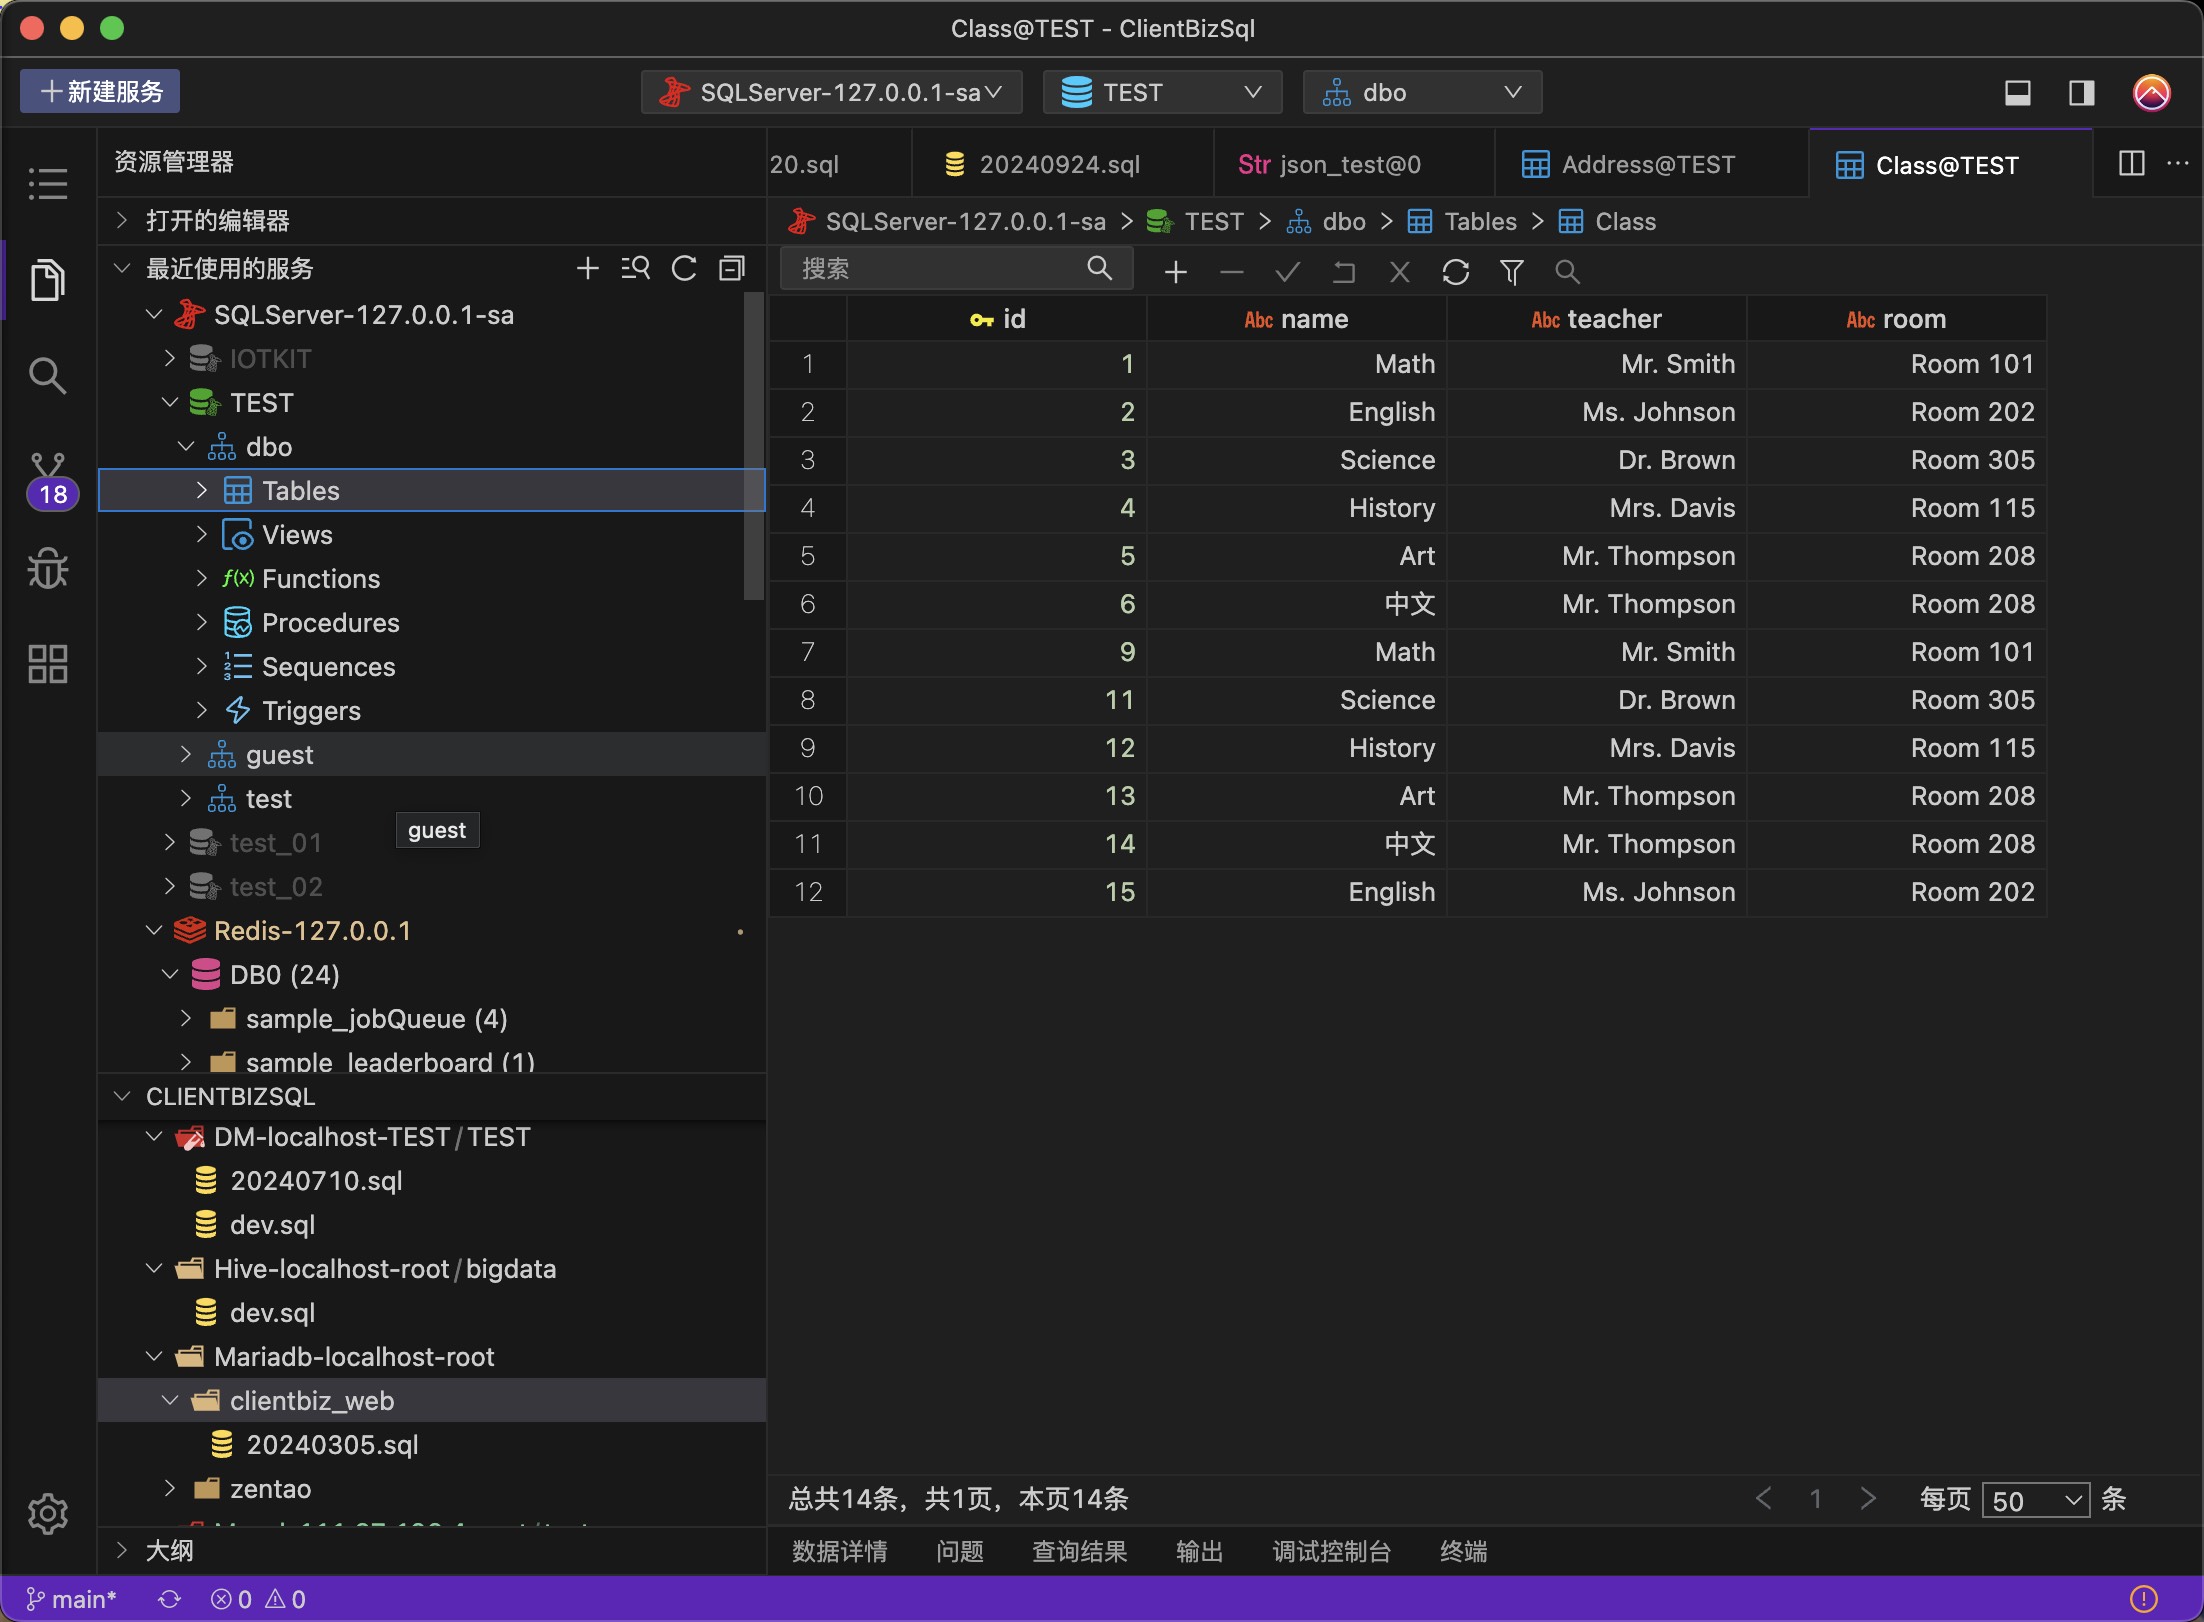 Class@TEST - ClientBizSql
新建服务
SQLServer-127.0.0.1-sa
TEST
dbo
资源管理器
20.sql
20240924.sql
Str json_test@0
Address@TEST
Class@TEST
打开的编辑器
SQLServer-127.0.0.1-sa > TEST > dbo > Tables > Class
最近使用的服务
搜索
SQLServer-127.0.0.1-sa
IOTKIT
TEST
dbo
Tables
Views
f(x) Functions
Procedures
Sequences
Triggers
guest
test
guest
test_01
test_02
Redis-127.0.0.1
DB0 (24)
sample_jobQueue (4)
sample_leaderboard (1)
18
id Abc name Abc teacher Abc room
1 1 Math Mr. Smith Room 101
2 2 English Ms. Johnson Room 202
3 3 Science Dr. Brown Room 305
4 4 History Mrs. Davis Room 115
5 5 Art Mr. Thompson Room 208
6 6 中文 Mr. Thompson Room 208
7 9 Math Mr. Smith Room 101
8 11 Science Dr. Brown Room 305
9 12 History Mrs. Davis Room 115
10 13 Art Mr. Thompson Room 208
11 14 中文 Mr. Thompson Room 208
12 15 English Ms. Johnson Room 202
CLIENTBIZSQL
DM-localhost-TEST/TEST
20240710.sql
dev.sql
Hive-localhost-root/bigdata
dev.sql
Mariadb-localhost-root
clientbiz_web
20240305.sql
zentao
大纲
总共14条，共1页，本页14条
1
每页 50 条
数据详情 问题 查询结果 输出 调试控制台 终端
main* 0 0